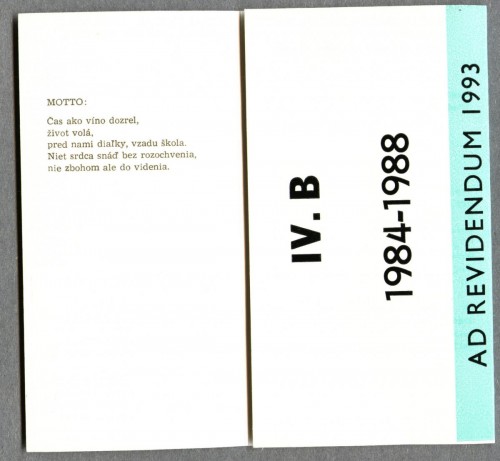 MOTTO:
Čas ako víno dozrel,
život volá,
pred nami diaľky, vzadu škola.
Niet srdca snáď bez rozochvenia,
nie zbohom ale do videnia.
IV. B
1984-1988
AD REVIDENDUM 1993